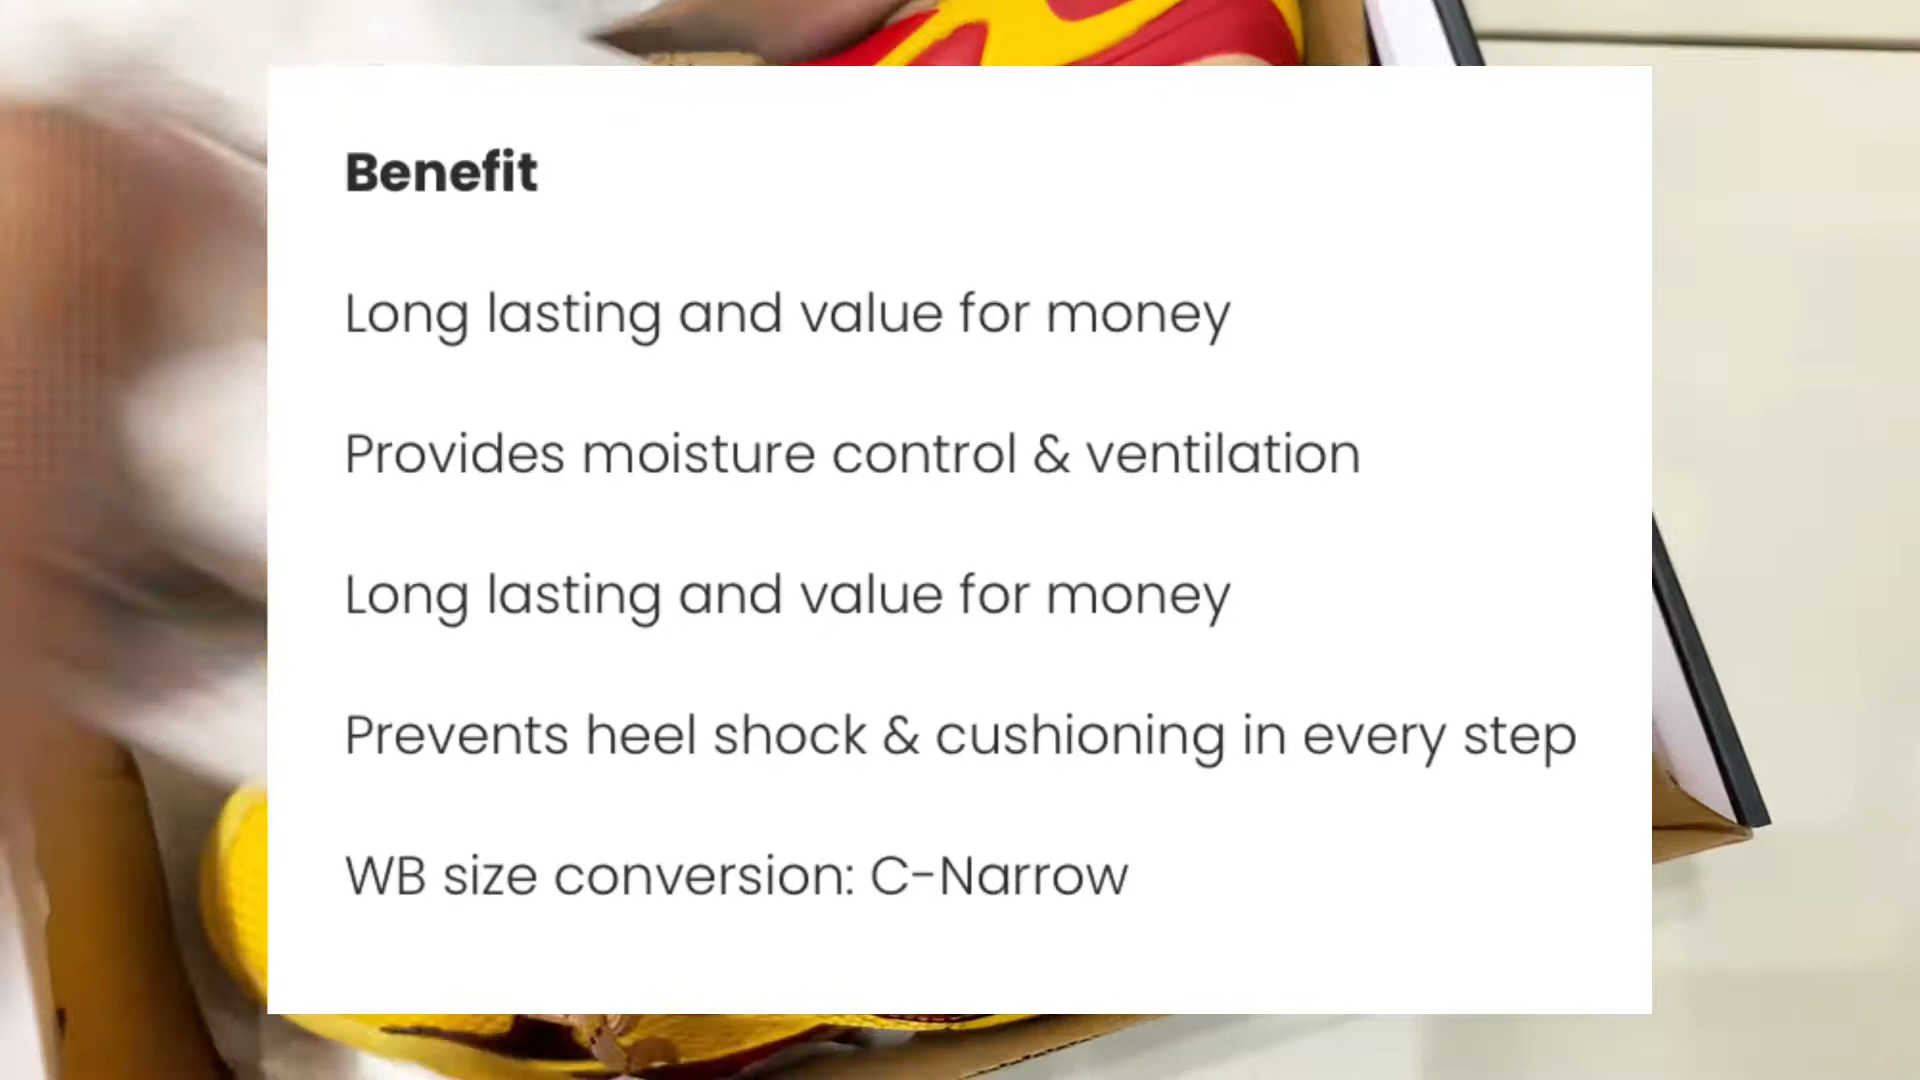 Benefit
Long lasting and value for money
Provides moisture control & ventilation
Long lasting and value for money
Prevents heel shock & cushioning in every step
WB size conversion: C-Narrow